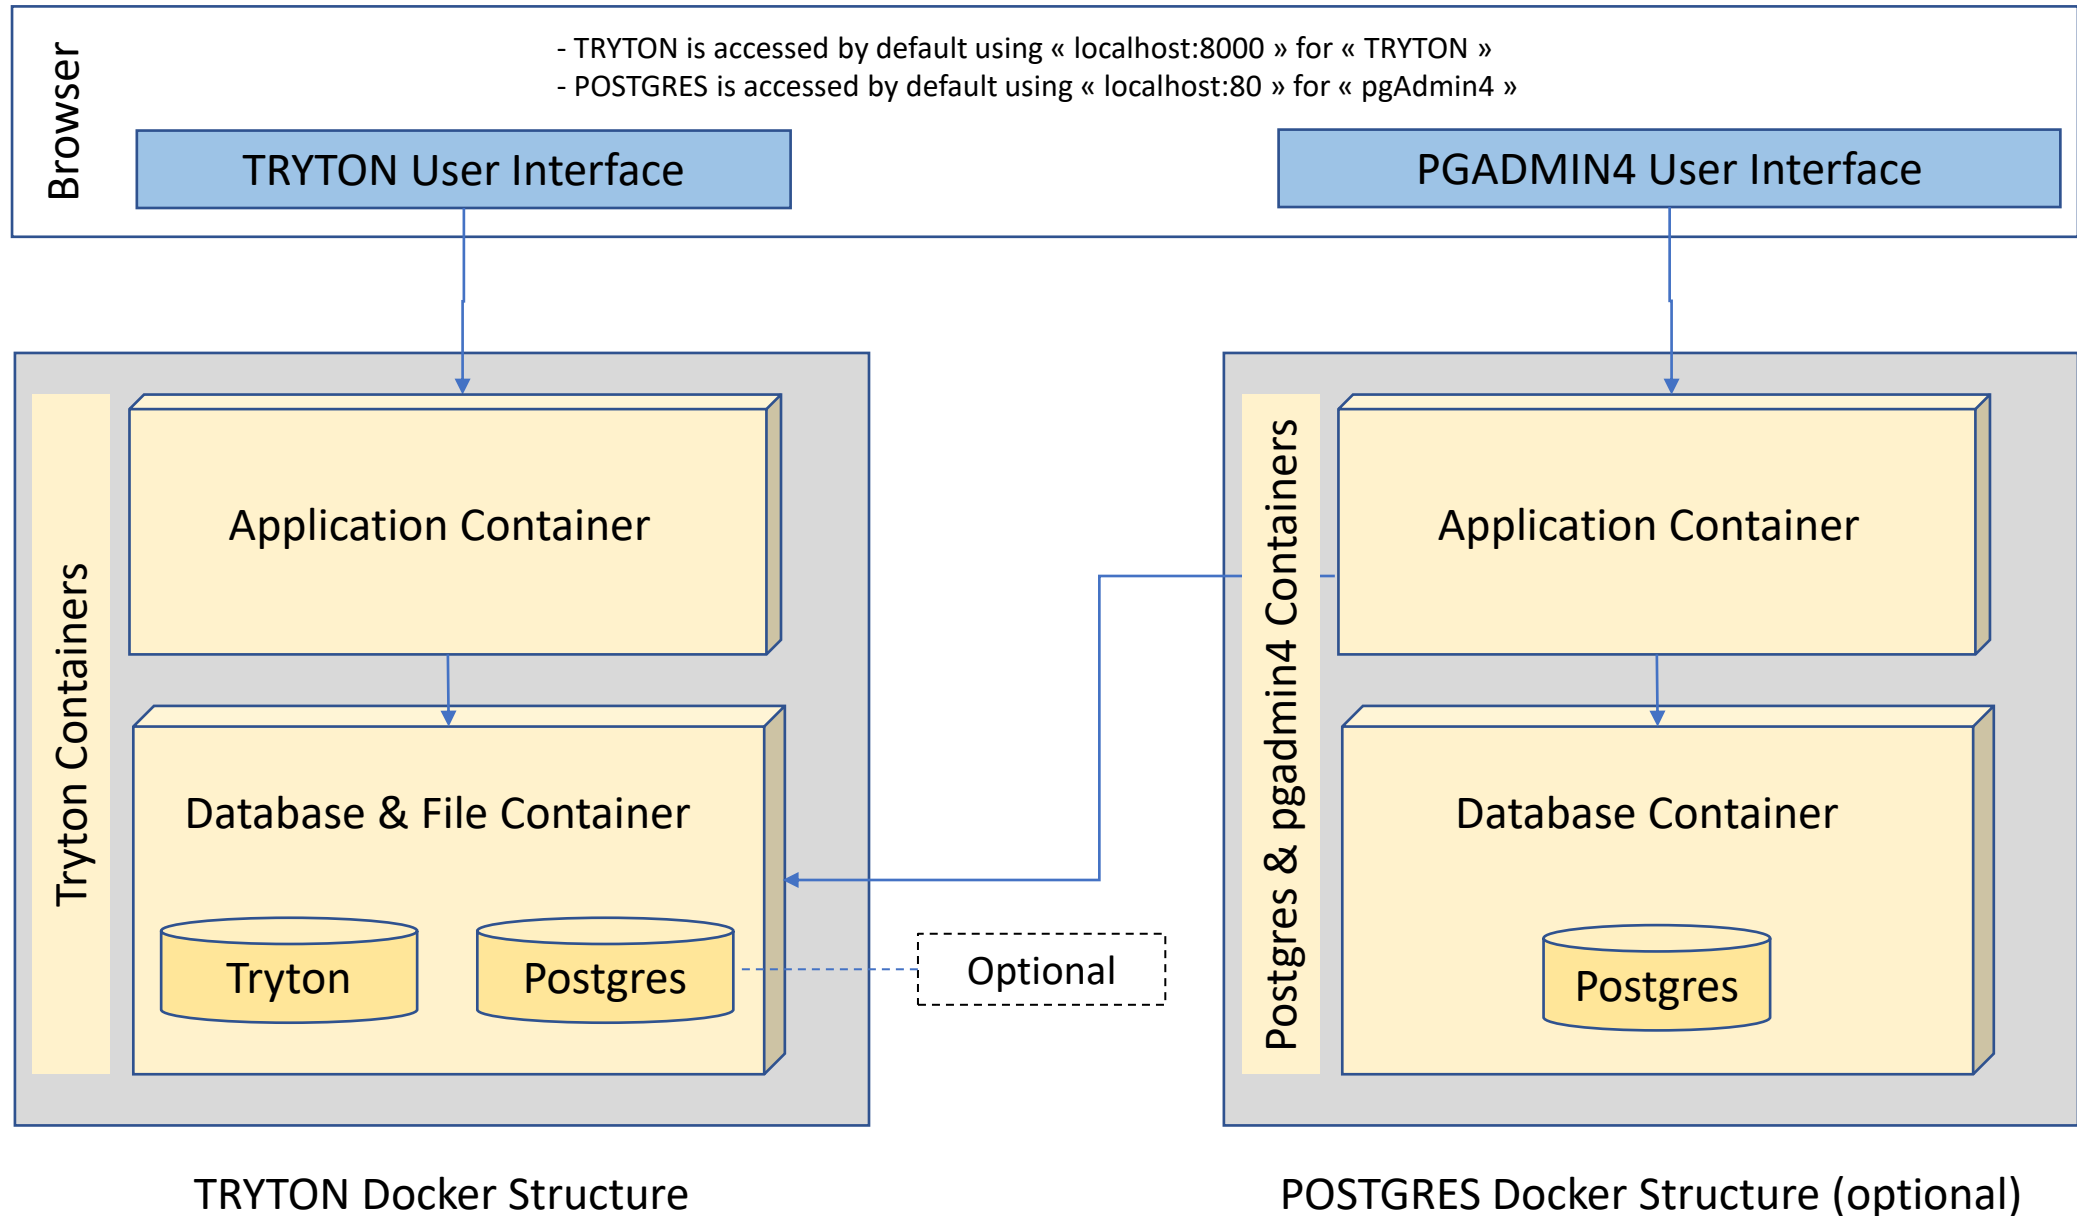 Browser
- TRYTON is accessed by default using « localhost:8000 » for « TRYTON »
- POSTGRES is accessed by default using « localhost:80 » for « pgAdmin4 »
TRYTON User Interface
PGADMIN4 User Interface
Tryton Containers
Application Container
Database & File Container
Tryton
Postgres
Optional
Postgres & pgadmin4 Containers
Application Container
Database Container
Postgres
TRYTON Docker Structure
POSTGRES Docker Structure (optional)